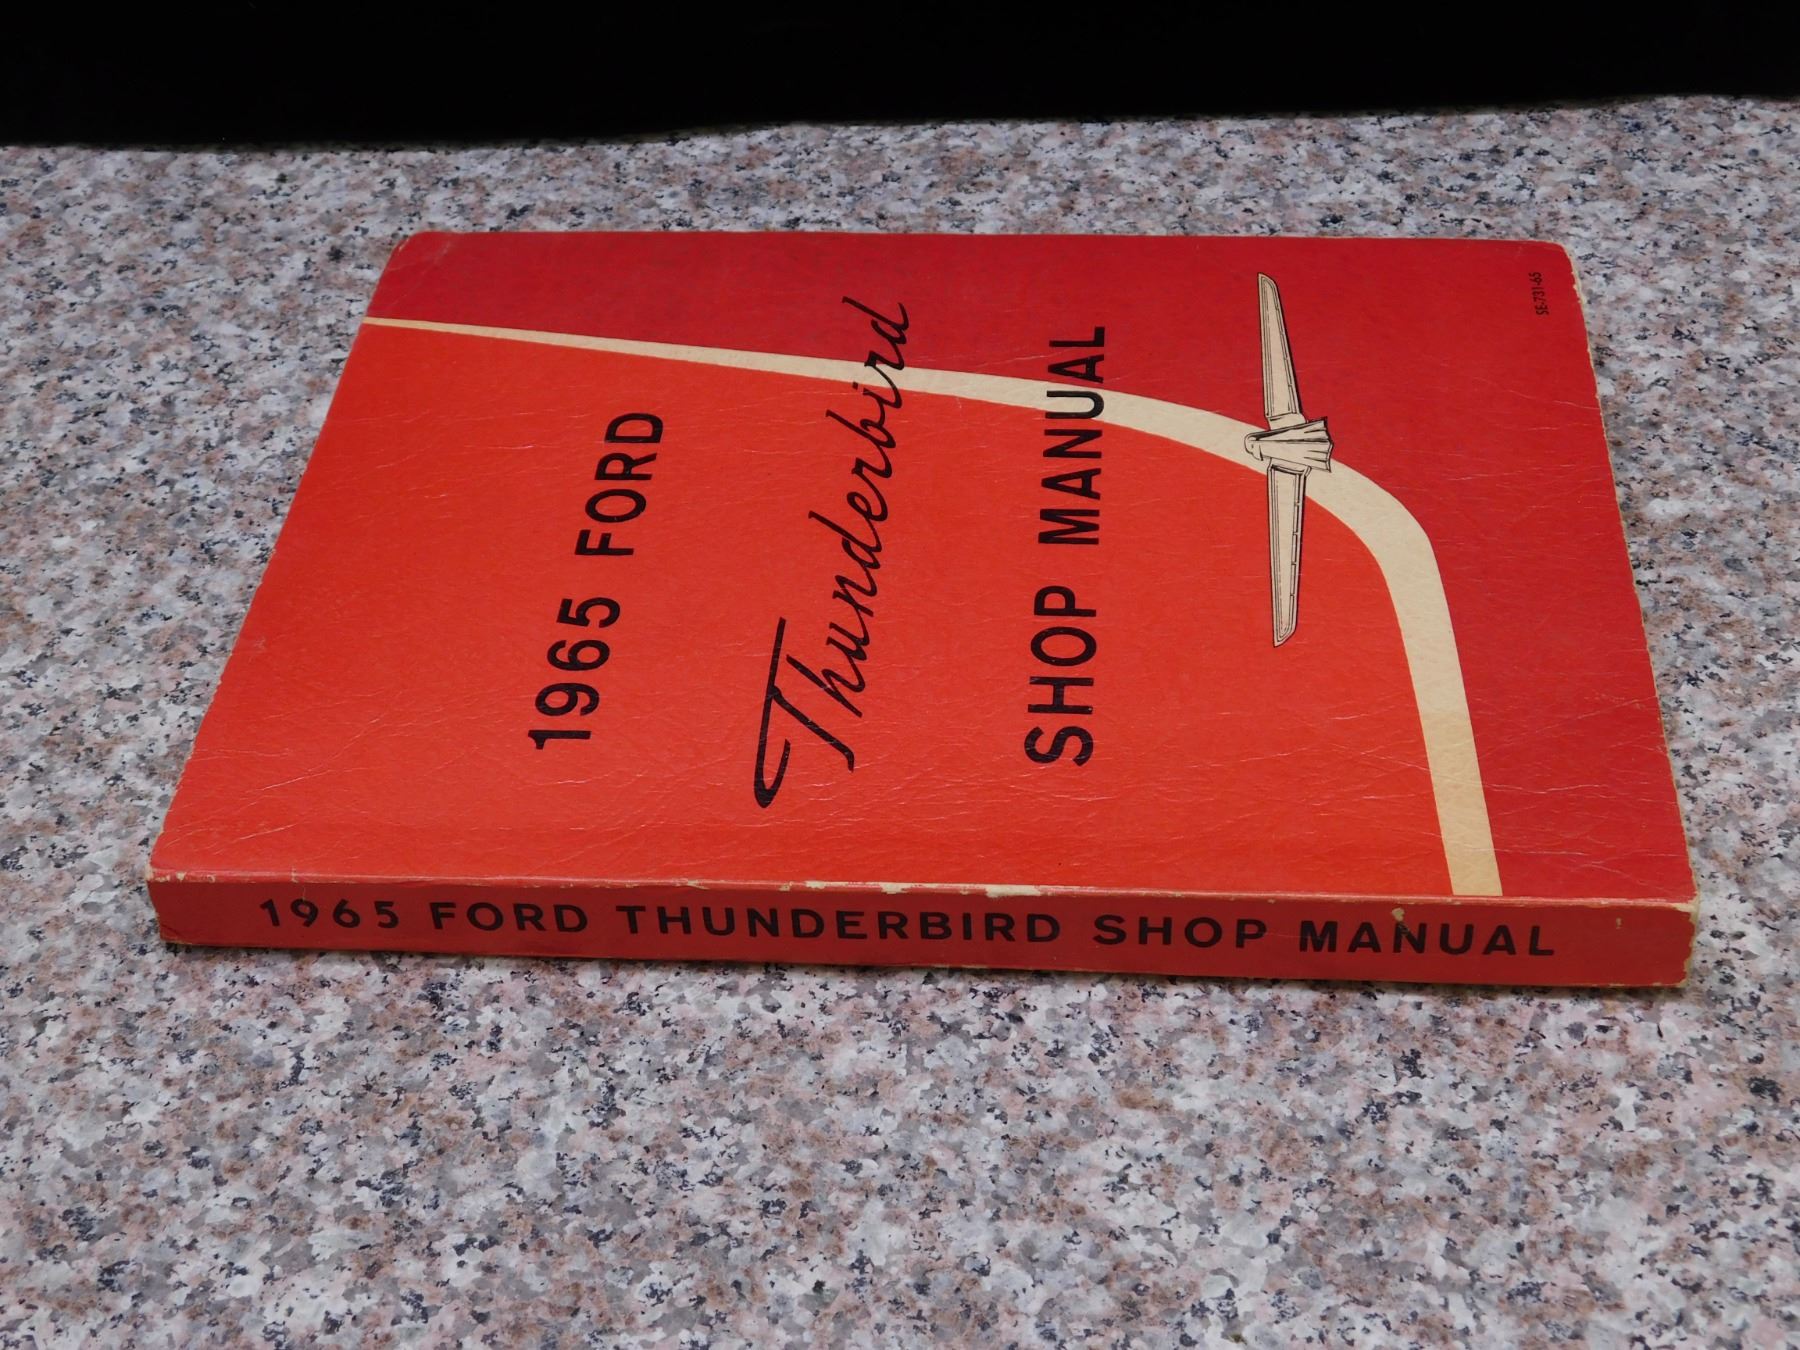 1965 FORD
Thunderbird
SHOP MANUAL
SE-731-65
1965 FORD THUNDERBIRD SHOP MANUAL